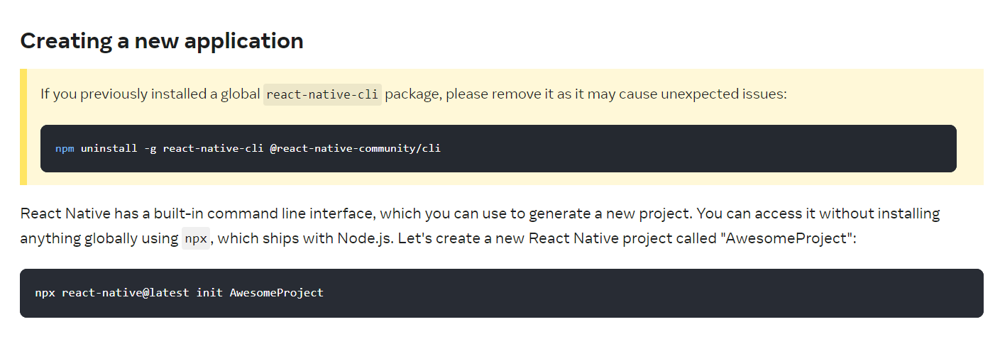 Creating a new application
If you previously installed a global react-native-cli package, please remove it as it may cause unexpected issues:
npm uninstall -g react-native-cli @react-native-community/cli
React Native has a built-in command line interface, which you can use to generate a new project. You can access it without installing
anything globally using npx, which ships with Node.js. Let's create a new React Native project called "AwesomeProject":
npx react-native@latest init AwesomeProject